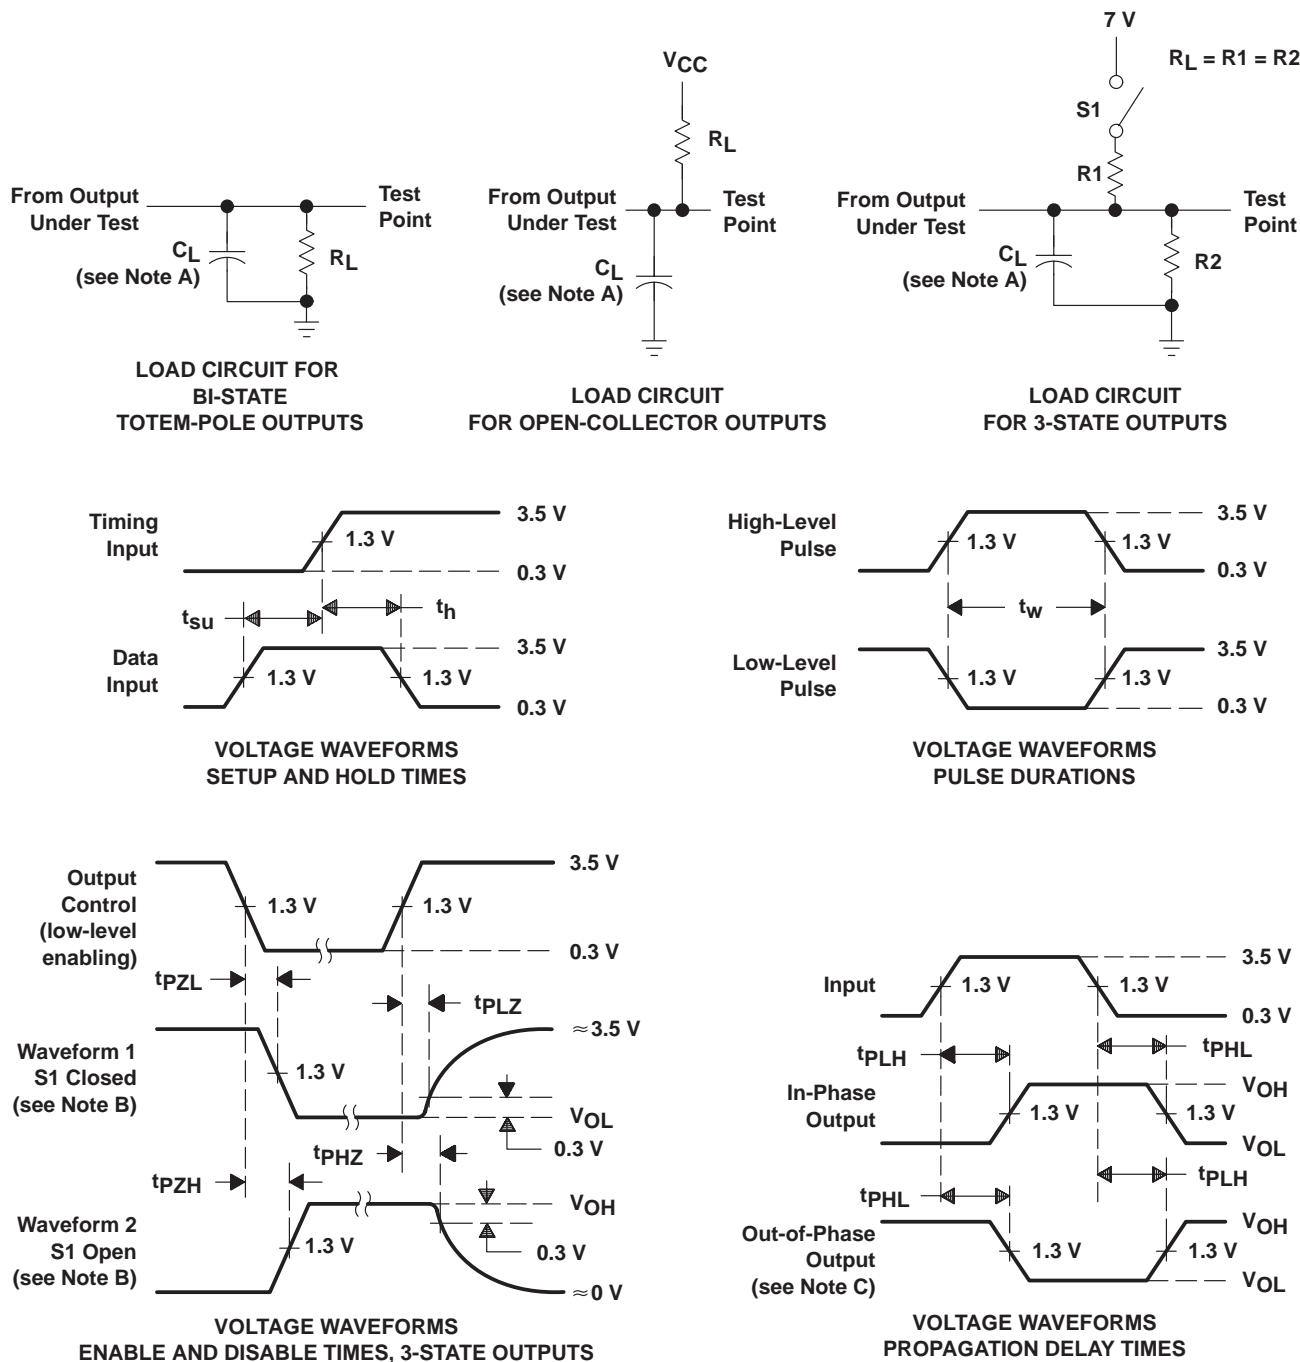 From Output
Under Test
CL
(see Note A)
RL
Test
Point
LOAD CIRCUIT FOR
BI-STATE
TOTEM-POLE OUTPUTS
VCC
RL
From Output
Under Test
Test
Point
CL
(see Note A)
LOAD CIRCUIT
FOR OPEN-COLLECTOR OUTPUTS
7 V
RL = R1 = R2
S1
R1
From Output
Under Test
Test
Point
CL
(see Note A)
R2
LOAD CIRCUIT
FOR 3-STATE OUTPUTS
Timing
Input
3.5 V
1.3 V
0.3 V
tsu
th
Data
Input
3.5 V
1.3 V
1.3 V
0.3 V
VOLTAGE WAVEFORMS
SETUP AND HOLD TIMES
High-Level
Pulse
3.5 V
1.3 V
1.3 V
0.3 V
tw
Low-Level
Pulse
3.5 V
1.3 V
1.3 V
0.3 V
VOLTAGE WAVEFORMS
PULSE DURATIONS
Output
Control
(low-level
enabling)
3.5 V
1.3 V
1.3 V
0.3 V
tPZL
tPLZ
Waveform 1
S1 Closed
(see Note B)
≈3.5 V
1.3 V
VOL
0.3 V
tPHZ
tPZH
Waveform 2
S1 Open
(see Note B)
VOH
1.3 V
0.3 V
≈0 V
VOLTAGE WAVEFORMS
ENABLE AND DISABLE TIMES, 3-STATE OUTPUTS
Input
3.5 V
1.3 V
1.3 V
0.3 V
tPLH
tPHL
In-Phase
Output
VOH
1.3 V
1.3 V
VOL
tPHL
tPLH
Out-of-Phase
Output
(see Note C)
VOH
1.3 V
1.3 V
VOL
VOLTAGE WAVEFORMS
PROPAGATION DELAY TIMES